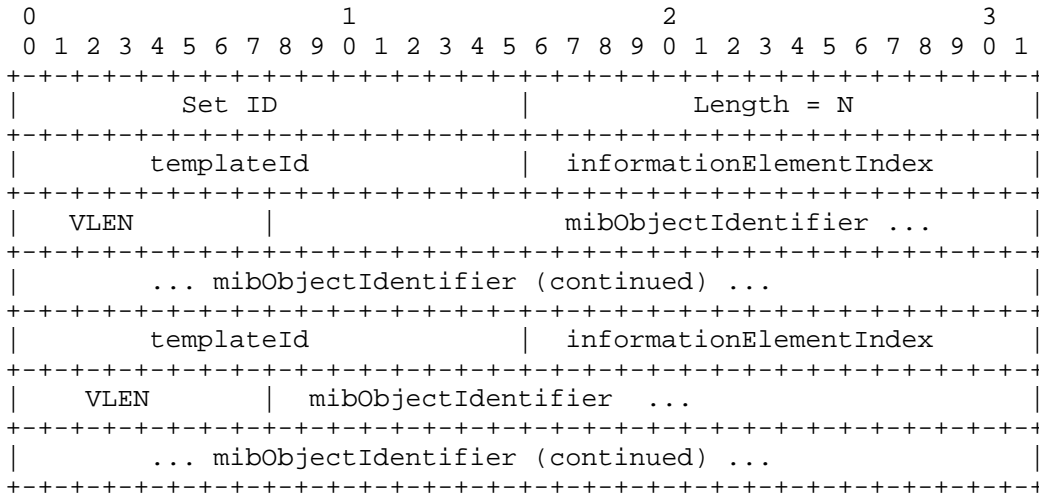 0                   1                   2                   3
0 1 2 3 4 5 6 7 8 9 0 1 2 3 4 5 6 7 8 9 0 1 2 3 4 5 6 7 8 9 0 1
+-+-+-+-+-+-+-+-+-+-+-+-+-+-+-+-+-+-+-+-+-+-+-+-+-+-+-+-+-+-+-+-+
|          Set ID               |          Length = N           |
+-+-+-+-+-+-+-+-+-+-+-+-+-+-+-+-+-+-+-+-+-+-+-+-+-+-+-+-+-+-+-+-+
|        templateId             |  informationElementIndex      |
+-+-+-+-+-+-+-+-+-+-+-+-+-+-+-+-+-+-+-+-+-+-+-+-+-+-+-+-+-+-+-+-+
|   VLEN        |                  mibObjectIdentifier ...      |
+-+-+-+-+-+-+-+-+-+-+-+-+-+-+-+-+-+-+-+-+-+-+-+-+-+-+-+-+-+-+-+-+
|        ... mibObjectIdentifier (continued) ...                |
+-+-+-+-+-+-+-+-+-+-+-+-+-+-+-+-+-+-+-+-+-+-+-+-+-+-+-+-+-+-+-+-+
|        templateId             |  informationElementIndex      |
+-+-+-+-+-+-+-+-+-+-+-+-+-+-+-+-+-+-+-+-+-+-+-+-+-+-+-+-+-+-+-+-+
|    VLEN       |  mibObjectIdentifier  ...                     |
+-+-+-+-+-+-+-+-+-+-+-+-+-+-+-+-+-+-+-+-+-+-+-+-+-+-+-+-+-+-+-+-+
|        ... mibObjectIdentifier (continued) ...                |
+-+-+-+-+-+-+-+-+-+-+-+-+-+-+-+-+-+-+-+-+-+-+-+-+-+-+-+-+-+-+-+-+